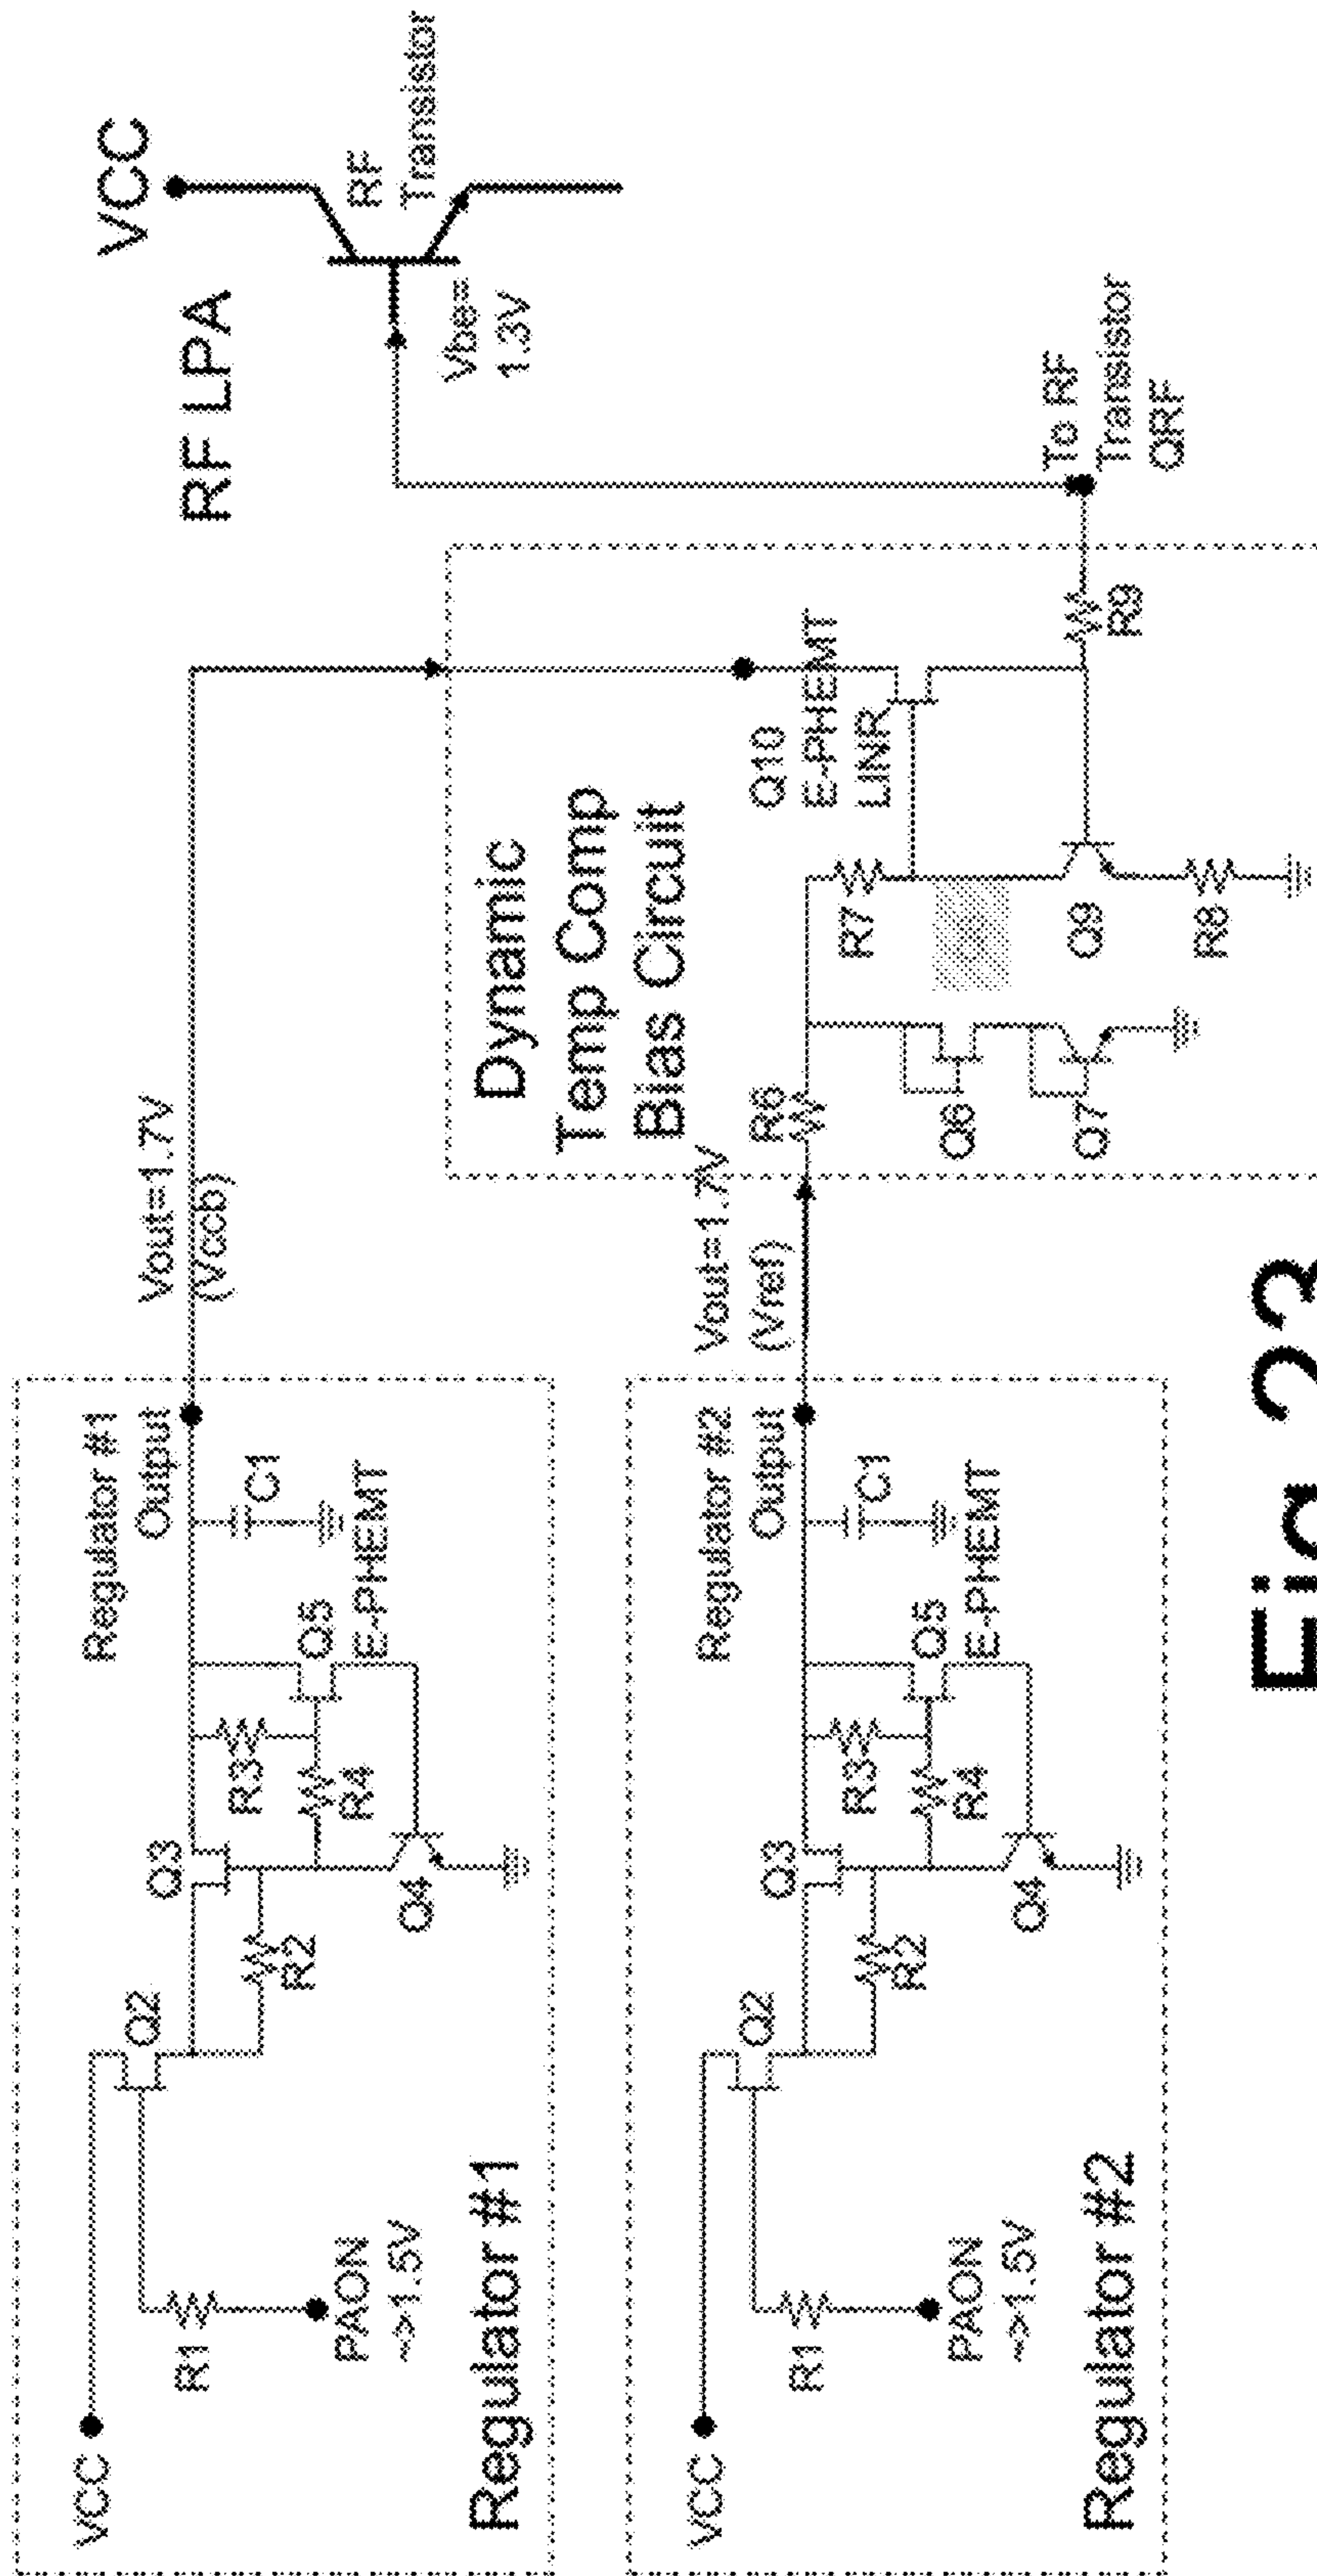 VCC
R1
PAON
~>1.5V
Regulator #1
Q2
R2
Q3
R3
R4
Q4
Q5
E-PHEMT
C1
Regulator #1
Output
Vout=1.7V
(Vccb)
VCC
R1
PAON
~>1.5V
Regulator #2
Q2
R2
Q3
R3
R4
Q4
Q5
E-PHEMT
C1
Regulator #2
Output
Vout=1.7V
(Vref)
Dynamic
Temp Comp
Bias Circuit
R6
Q6
Q7
R7
Q9
R8
Q10
E-PHEMT
LINR
R9
To RF
Transistor
QRF
RF LPA
VCC
Vbe=
1.3V
RF
Transistor
Fig 23